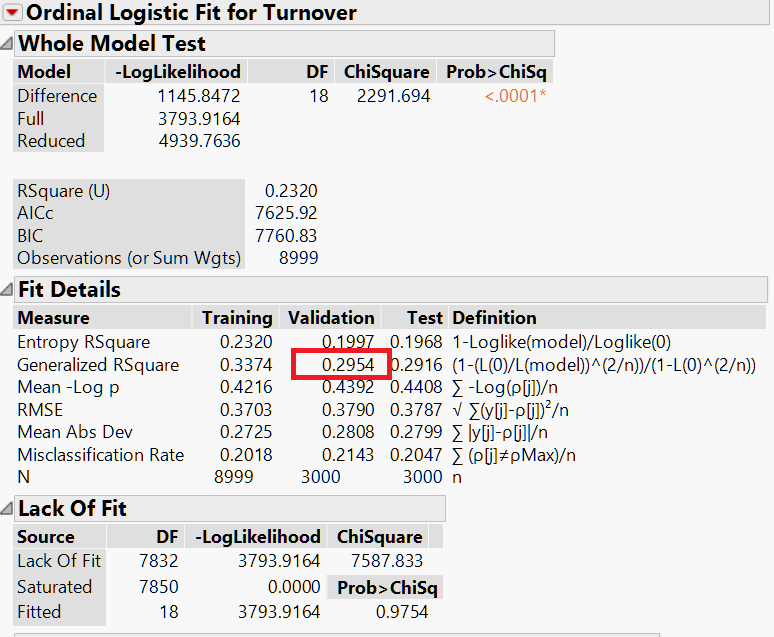 Ordinal Logistic Fit for Turnover
Whole Model Test
Model -LogLikelihood DF ChiSquare Prob>ChiSq
Difference 1145.8472 18 2291.694 <.0001*
Full 3793.9164
Reduced 4939.7636
RSquare (U) 0.2320
AICc 7625.92
BIC 7760.83
Observations (or Sum Wgts) 8999
Fit Details
Measure Training Validation Test Definition
Entropy RSquare 0.2320 0.1997 0.1968 1-Loglike(model)/Loglike(0)
Generalized RSquare 0.3374 0.2954 0.2916 (1-(L(0)/L(model))^(2/n))/(1-L(0)^(2/n))
Mean -Log p 0.4216 0.4392 0.4408 ∑ -Log(ρ[j])/n
RMSE 0.3703 0.3790 0.3787 √ ∑(y[j]-ρ[j])²/n
Mean Abs Dev 0.2725 0.2808 0.2799 ∑ |y[j]-ρ[j]|/n
Misclassification Rate 0.2018 0.2143 0.2047 ∑ (ρ[j]≠ρMax)/n
N 8999 3000 3000 n
Lack Of Fit
Source DF -LogLikelihood ChiSquare
Lack Of Fit 7832 3793.9164 7587.833
Saturated 7850 0.0000 Prob>ChiSq
Fitted 18 3793.9164 0.9754